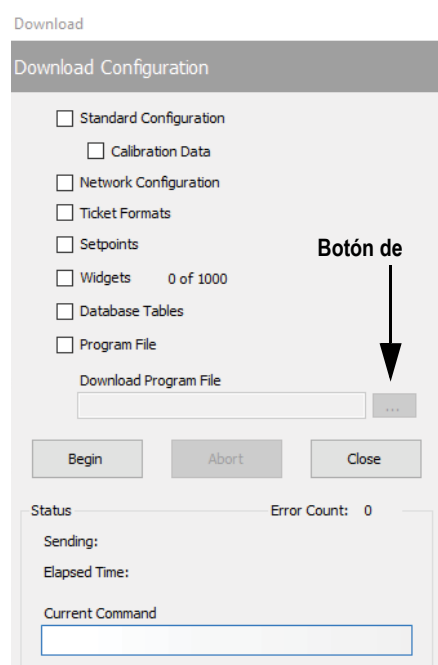 Download
Download Configuration
Standard Configuration
Calibration Data
Network Configuration
Ticket Formats
Setpoints
Botón de
Widgets 0 of 1000
Database Tables
Program File
Download Program File
...
Begin Abort Close
Status Error Count: 0
Sending:
Elapsed Time:
Current Command